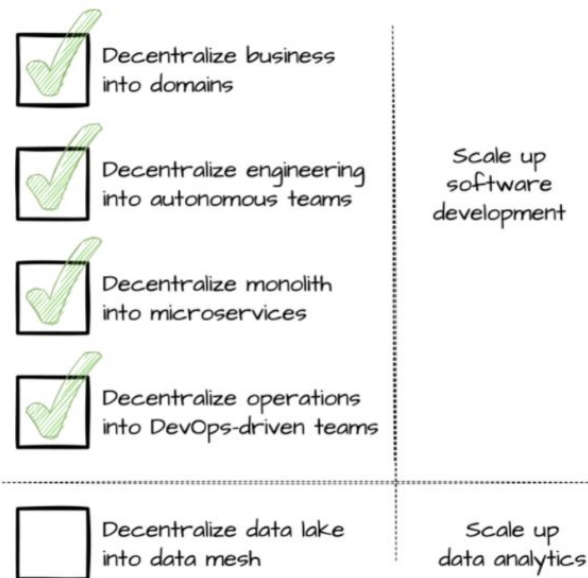 Decentralize business
into domains
Decentralize engineering
into autonomous teams
Scale up
software
development
Decentralize monolith
into microservices
Decentralize operations
into DevOps-driven teams
Decentralize data lake
into data mesh
Scale up
data analytics